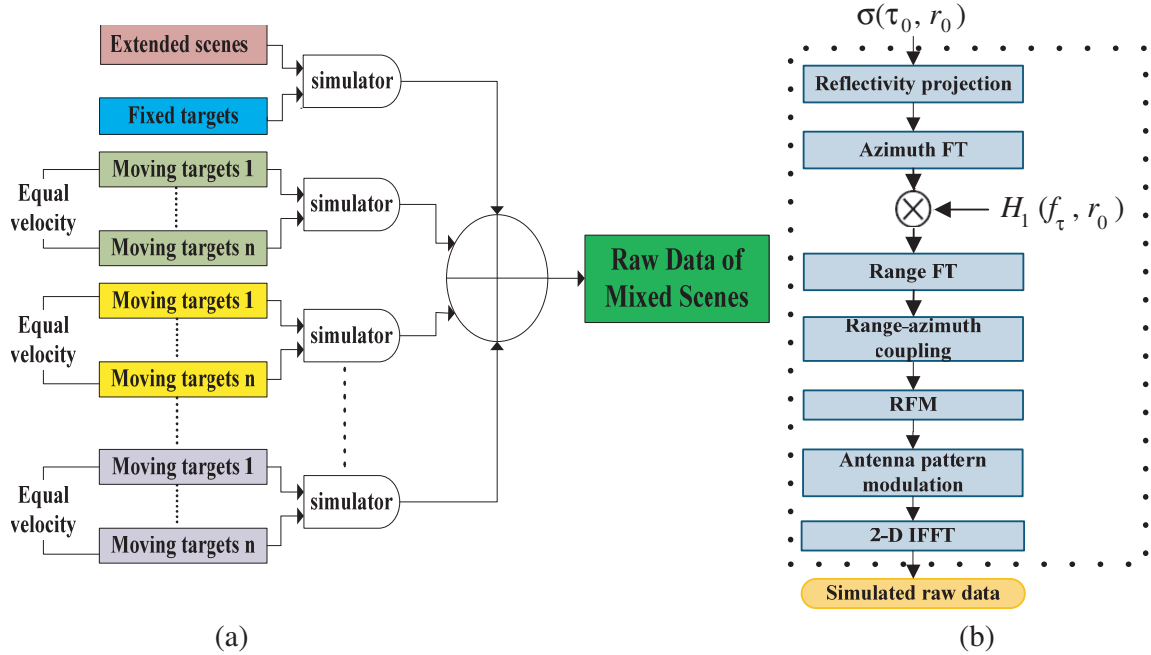 Extended scenes
simulator
Fixed targets
Equal
velocity
Moving targets 1
Moving targets n
simulator
Equal
velocity
Moving targets 1
Moving targets n
simulator
Equal
velocity
Moving targets 1
Moving targets n
simulator
Raw Data of
Mixed Scenes
(a)
σ(τ₀, r₀)
Reflectivity projection
Azimuth FT
H₁ (f_τ, r₀)
Range FT
Range-azimuth
coupling
RFM
Antenna pattern
modulation
2-D IFFT
Simulated raw data
(b)